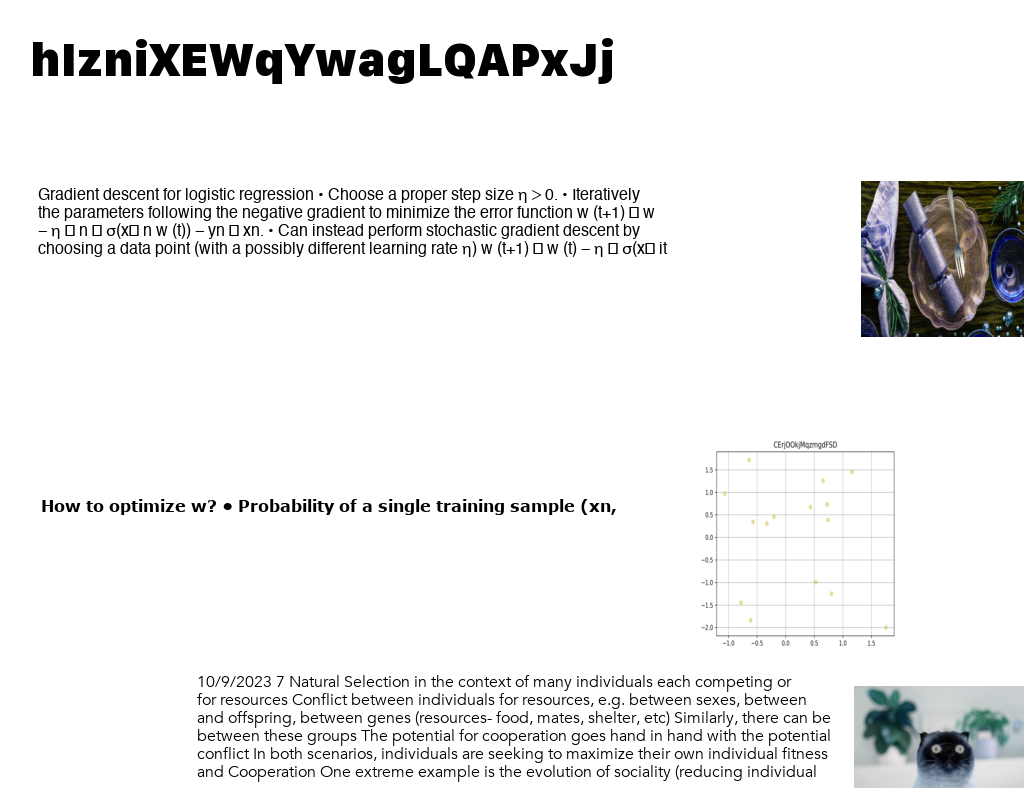 hIzniXEWqYwagLQAPxJj
Gradient descent for logistic regression • Choose a proper step size η > 0. • Iteratively
the parameters following the negative gradient to minimize the error function w (t+1) □ w
− η □ n □ σ(x□ n w (t)) − yn □ xn. • Can instead perform stochastic gradient descent by
choosing a data point (with a possibly different learning rate η) w (t+1) □ w (t) − η □ σ(x□ it
CErjOOkjMqzmgdFSD
1.5
1.0
0.5
0.0
−0.5
−1.0
−1.5
−2.0
−1.0 −0.5 0.0 0.5 1.0 1.5
How to optimize w? • Probability of a single training sample (xn,
10/9/2023 7 Natural Selection in the context of many individuals each competing or
for resources Conflict between individuals for resources, e.g. between sexes, between
and offspring, between genes (resources- food, mates, shelter, etc) Similarly, there can be
between these groups The potential for cooperation goes hand in hand with the potential
conflict In both scenarios, individuals are seeking to maximize their own individual fitness
and Cooperation One extreme example is the evolution of sociality (reducing individual